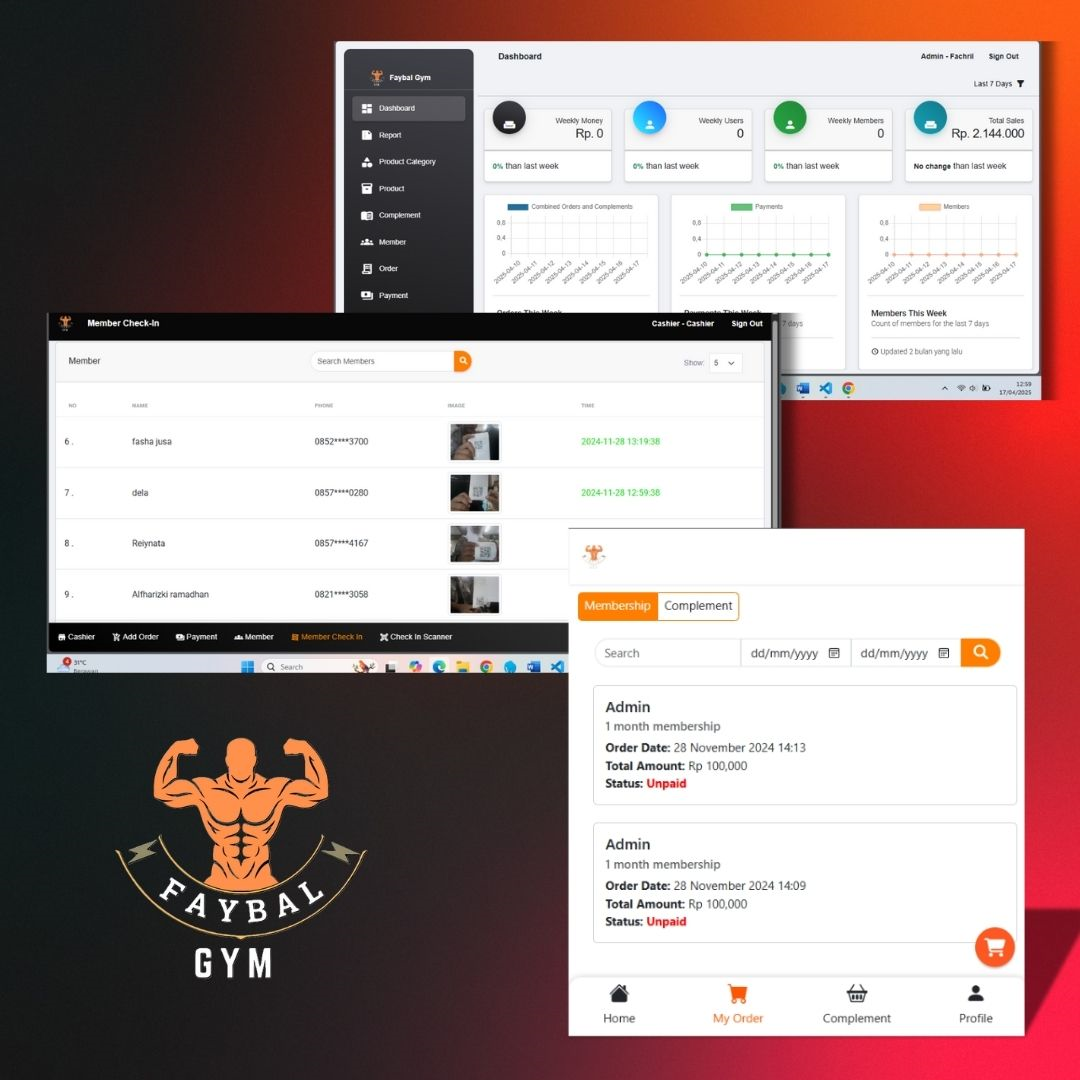 Faybal Gym
Dashboard
Report
Product Category
Product
Complement
Member
Order
Payment
Dashboard
Admin - Fachril Sign Out
Last 7 Days
Weekly Money
Rp. 0
0% than last week
Weekly Users
0
0% than last week
Weekly Members
0
0% than last week
Total Sales
Rp. 2.144.000
No change than last week
Combined Orders and Complements
0,8
0,4
0
2025-04-10 2025-04-11 2025-04-12 2025-04-13 2025-04-14 2025-04-15 2025-04-16 2025-04-17
Payments
0,8
0,4
0
2025-04-10 2025-04-11 2025-04-12 2025-04-13 2025-04-14 2025-04-15 2025-04-16 2025-04-17
Members
0,8
0,4
0
2025-04-10 2025-04-11 2025-04-12 2025-04-13 2025-04-14 2025-04-15 2025-04-16 2025-04-17
Orders This Week
Payments This Week
7 days
Members This Week
Count of members for the last 7 days
Updated 2 bulan yang lalu
12:59
17/04/2025
Member Check-In
Cashier - Cashier Sign Out
Member
Search Members
Show: 5
NO NAME PHONE IMAGE TIME
6 . fasha jusa 0852****3700 2024-11-28 13:19:38
7 . dela 0857****0280 2024-11-28 12:59:38
8 . Reiynata 0857****4167
9 . Alfharizki ramadhan 0821****3058
Cashier Add Order Payment Member Member Check In Check In Scanner
4
31°C
Berawan
Search
Membership Complement
Search dd/mm/yyyy dd/mm/yyyy
Admin
1 month membership
Order Date: 28 November 2024 14:13
Total Amount: Rp 100,000
Status: Unpaid
Admin
1 month membership
Order Date: 28 November 2024 14:09
Total Amount: Rp 100,000
Status: Unpaid
Home My Order Complement Profile
FAYBAL
GYM